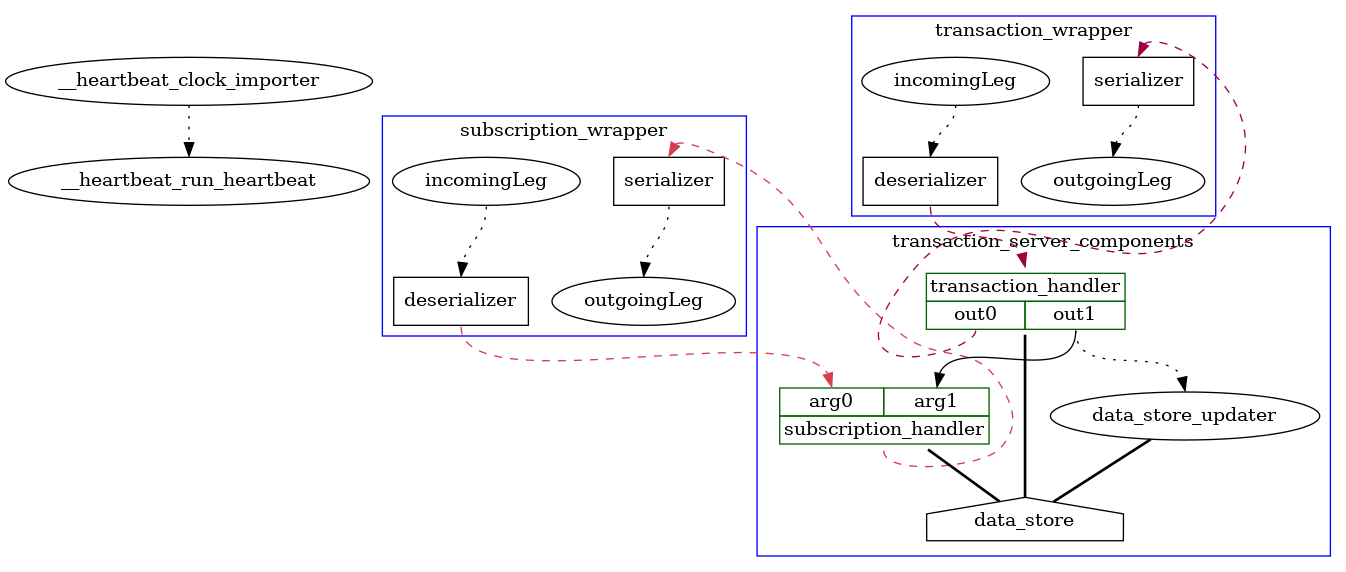 transaction_wrapper
__heartbeat_clock_importer
incomingLeg
serializer
subscription_wrapper
__heartbeat_run_heartbeat
incomingLeg
serializer
deserializer
outgoingLeg
transaction_server_components
deserializer
outgoingLeg
transaction_handler
out0
out1
arg0
arg1
data_store_updater
subscription_handler
data_store